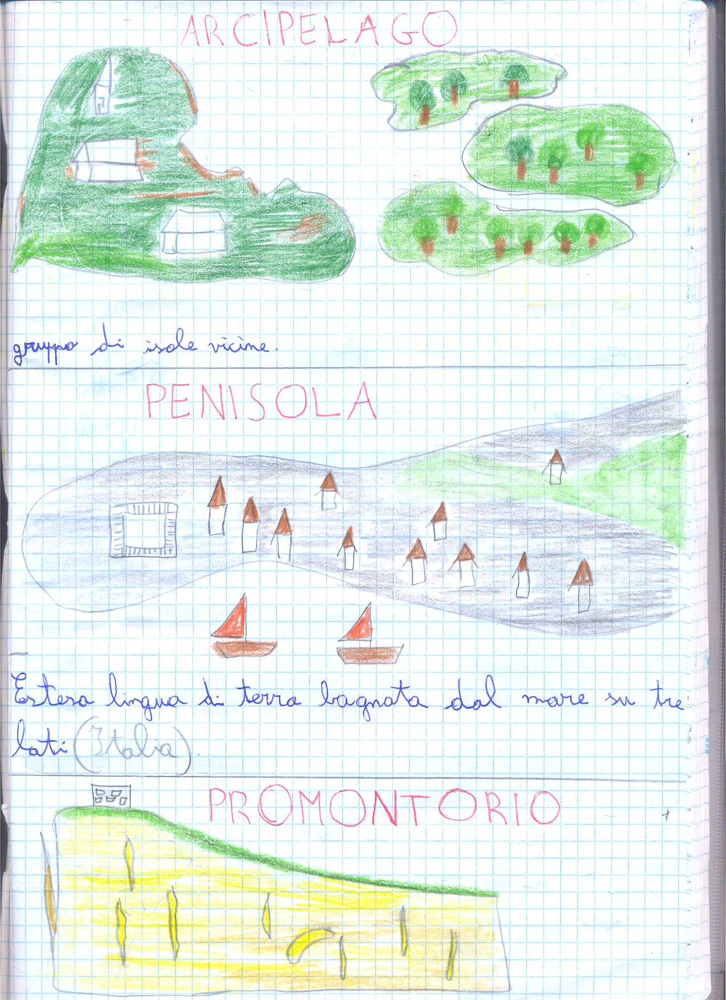 ARCIPELAGO
gruppo di isole vicine.
PENISOLA
Estesa lingua di terra bagnata dal mare su tre
lati (Italia).
PROMONTORIO